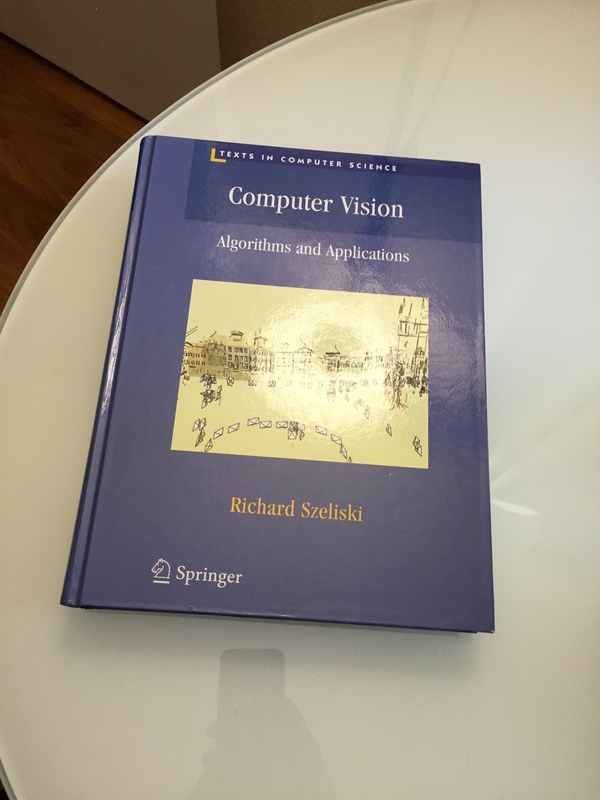 TEXTS IN COMPUTER SCIENCE
Computer Vision
Algorithms and Applications
Richard Szeliski
Springer